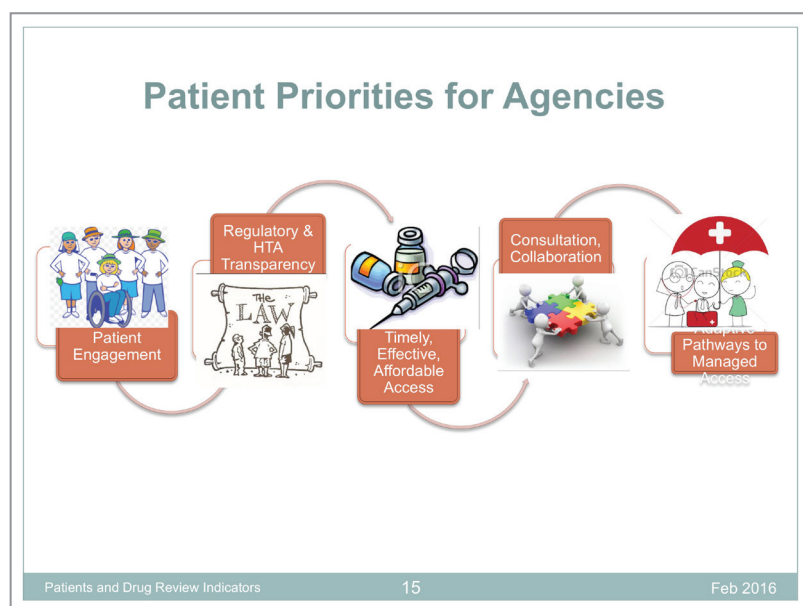 Patient Priorities for Agencies
Patient
Engagement
Regulatory &
HTA
Transparency
THE
LAW
Timely,
Effective,
Affordable
Access
Consultation,
Collaboration
Adaptive
Pathways to
Managed
Access
Patients and Drug Review Indicators
15
Feb 2016